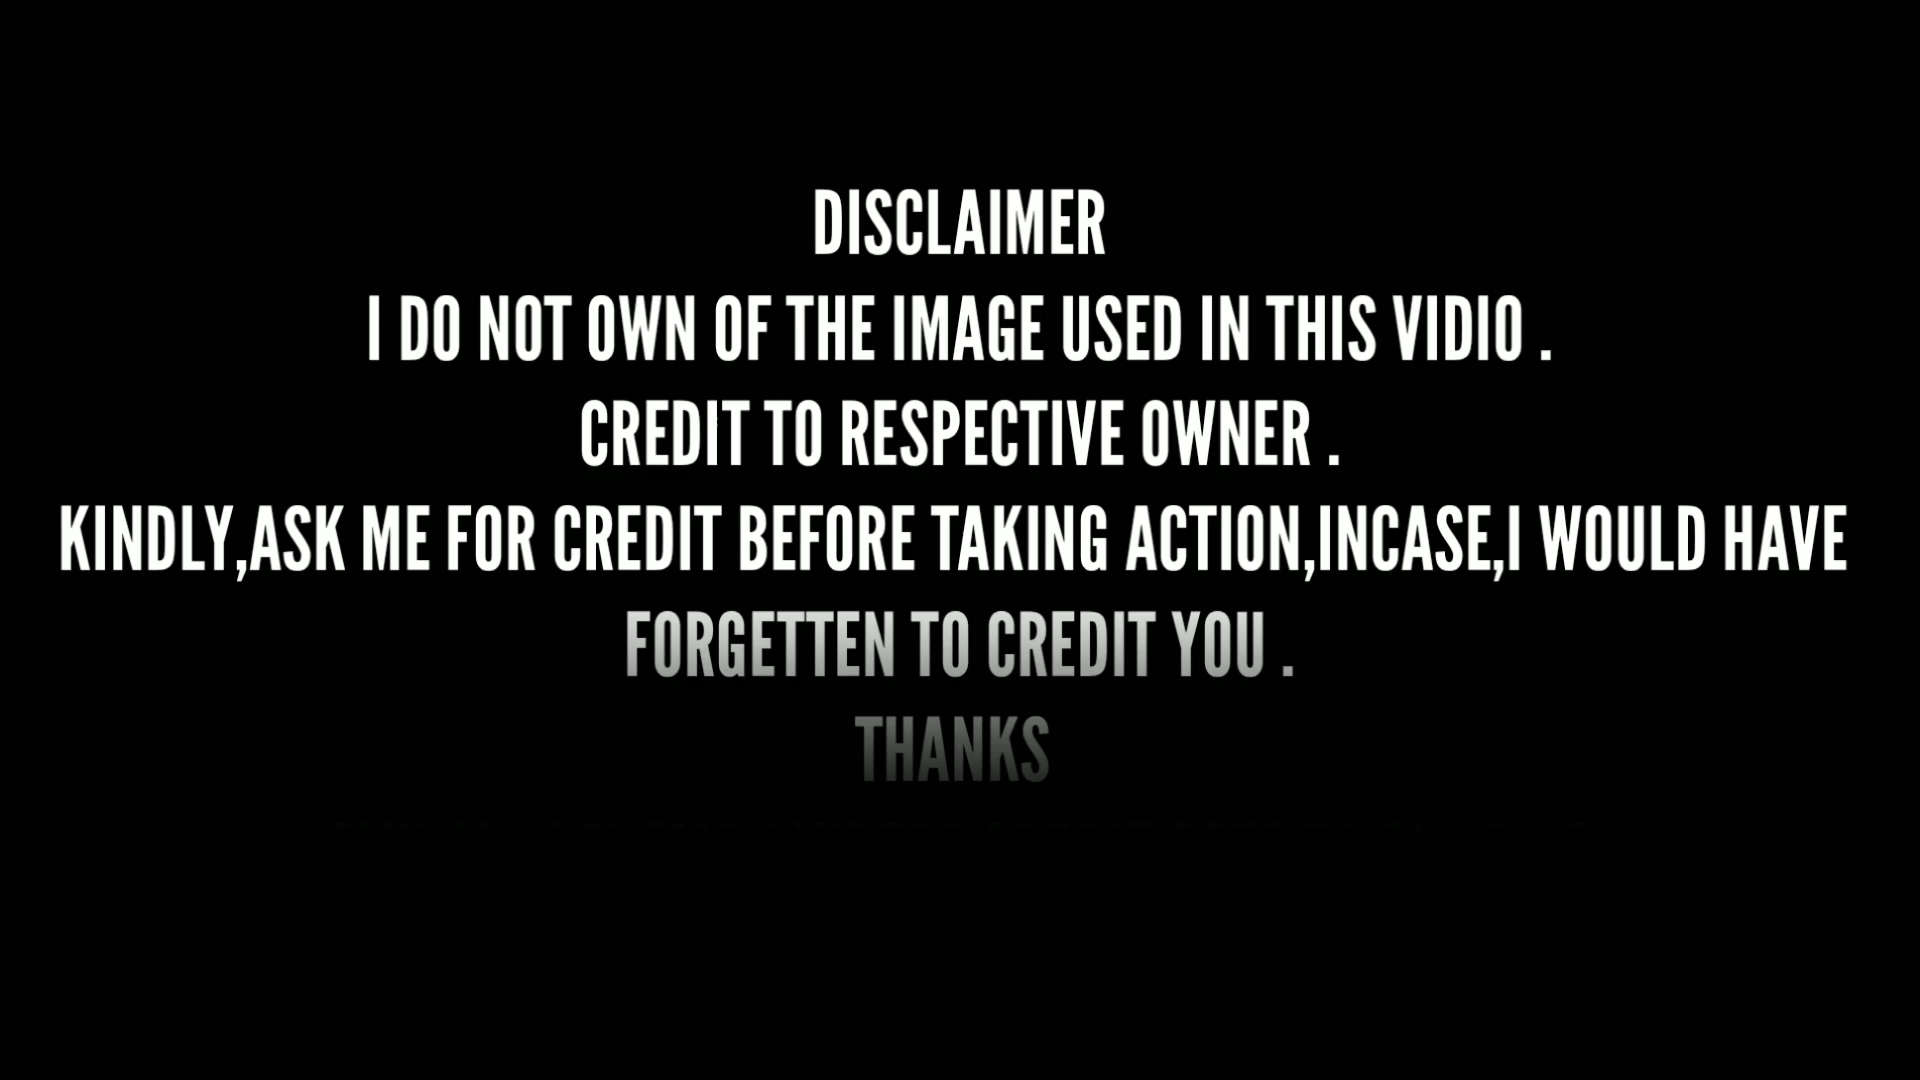 DISCLAIMER
I DO NOT OWN OF THE IMAGE USED IN THIS VIDIO .
CREDIT TO RESPECTIVE OWNER .
KINDLY,ASK ME FOR CREDIT BEFORE TAKING ACTION,INCASE,I WOULD HAVE
FORGETTEN TO CREDIT YOU .
THANKS